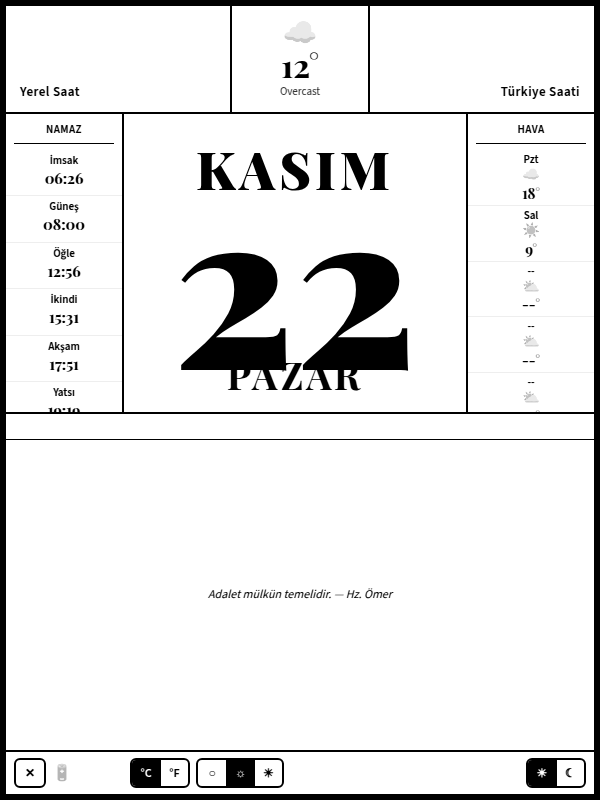 12°
Overcast
Yerel Saat
Türkiye Saati
NAMAZ
İmsak
06:26
Güneş
08:00
Öğle
12:56
İkindi
15:31
Akşam
17:51
Yatsı
KASIM
22
PAZAR
HAVA
Pzt
18°
Sal
9°
--
--°
--
--°
--
Adalet mülkün temelidir. — Hz. Ömer
✕
°C °F